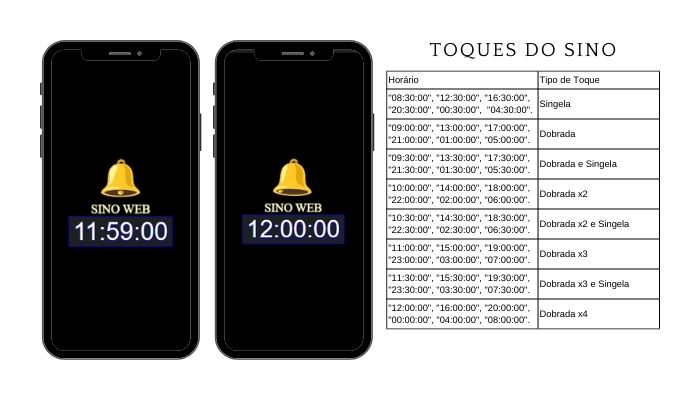 SINO WEB
11:59:00
SINO WEB
12:00:00
TOQUES DO SINO
Horário Tipo de Toque
"08:30:00", "12:30:00", "16:30:00",
"20:30:00", "00:30:00", "04:30:00". Singela
"09:00:00", "13:00:00", "17:00:00",
"21:00:00", "01:00:00", "05:00:00". Dobrada
"09:30:00", "13:30:00", "17:30:00",
"21:30:00", "01:30:00", "05:30:00". Dobrada e Singela
"10:00:00", "14:00:00", "18:00:00",
"22:00:00", "02:00:00", "06:00:00". Dobrada x2
"10:30:00", "14:30:00", "18:30:00",
"22:30:00", "02:30:00", "06:30:00". Dobrada x2 e Singela
"11:00:00", "15:00:00", "19:00:00",
"23:00:00", "03:00:00", "07:00:00". Dobrada x3
"11:30:00", "15:30:00", "19:30:00",
"23:30:00", "03:30:00", "07:30:00". Dobrada x3 e Singela
"12:00:00", "16:00:00", "20:00:00",
"00:00:00", "04:00:00", "08:00:00". Dobrada x4